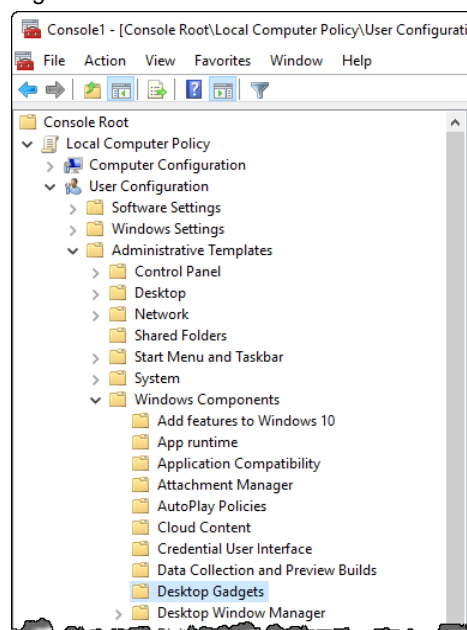 Console1 - [Console Root\Local Computer Policy\User Configurati
File Action View Favorites Window Help
Console Root
Local Computer Policy
Computer Configuration
User Configuration
Software Settings
Windows Settings
Administrative Templates
Control Panel
Desktop
Network
Shared Folders
Start Menu and Taskbar
System
Windows Components
Add features to Windows 10
App runtime
Application Compatibility
Attachment Manager
AutoPlay Policies
Cloud Content
Credential User Interface
Data Collection and Preview Builds
Desktop Gadgets
Desktop Window Manager